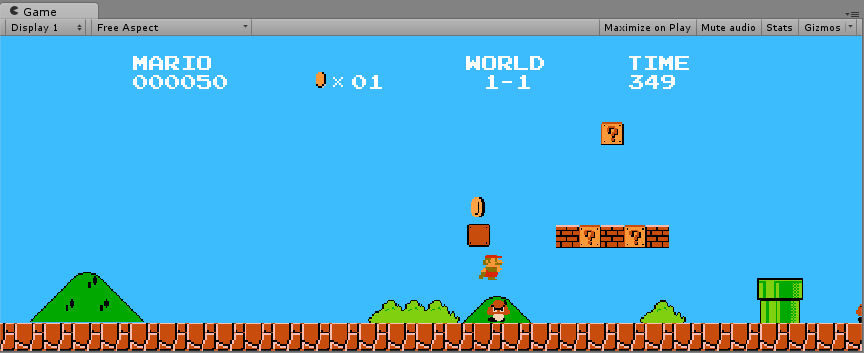 Game
Display 1 Free Aspect Maximize on Play Mute audio Stats Gizmos
MARIO WORLD TIME
000050 × 01 1-1 349
?
? ?